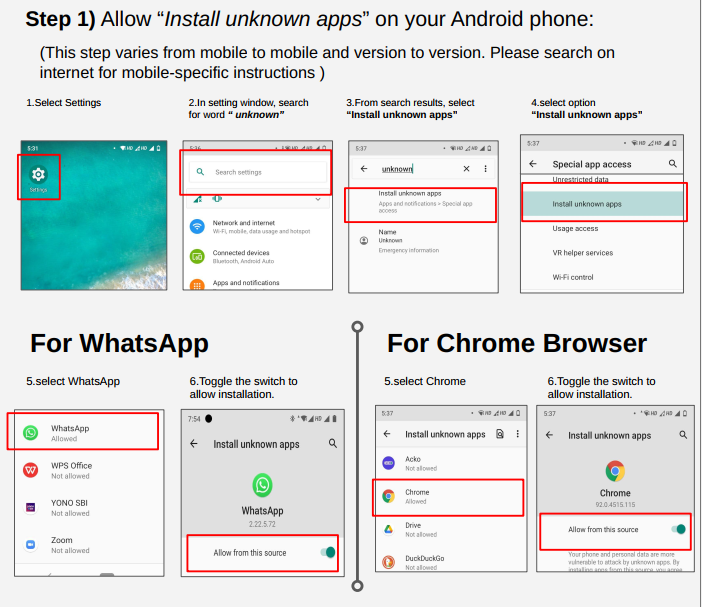 Step 1) Allow “Install unknown apps” on your Android phone:
(This step varies from mobile to mobile and version to version. Please search on
internet for mobile-specific instructions )
1.Select Settings
2.In setting window, search
for word “ unknown”
3.From search results, select
“Install unknown apps”
4.select option
“Install unknown apps”
5:31
Settings
5:36
Search settings
Network and internet
Wi-Fi, mobile, data usage and hotspot
Connected devices
Bluetooth, Android Auto
Apps and notifications
5:37
unknown
Install unknown apps
Apps and notifications > Special app
access
Name
Unknown
Emergency information
5:37
Special app access
Unrestricted data
Install unknown apps
Usage access
VR helper services
Wi-Fi control
For WhatsApp
5.select WhatsApp
6.Toggle the switch to
allow installation.
WhatsApp
Allowed
WPS Office
Not allowed
YONO SBI
Not allowed
Zoom
Not allowed
7:54
Install unknown apps
WhatsApp
2.22.5.72
Allow from this source
For Chrome Browser
5.select Chrome
6.Toggle the switch to
allow installation.
5:37
Install unknown apps
Acko
Not allowed
Chrome
Allowed
Drive
Not allowed
DuckDuckGo
Not allowed
5:37
Install unknown apps
Chrome
92.0.4515.115
Allow from this source
Your phone and personal data are more
vulnerable to attack by unknown apps. By
installing apps from this source, you agree